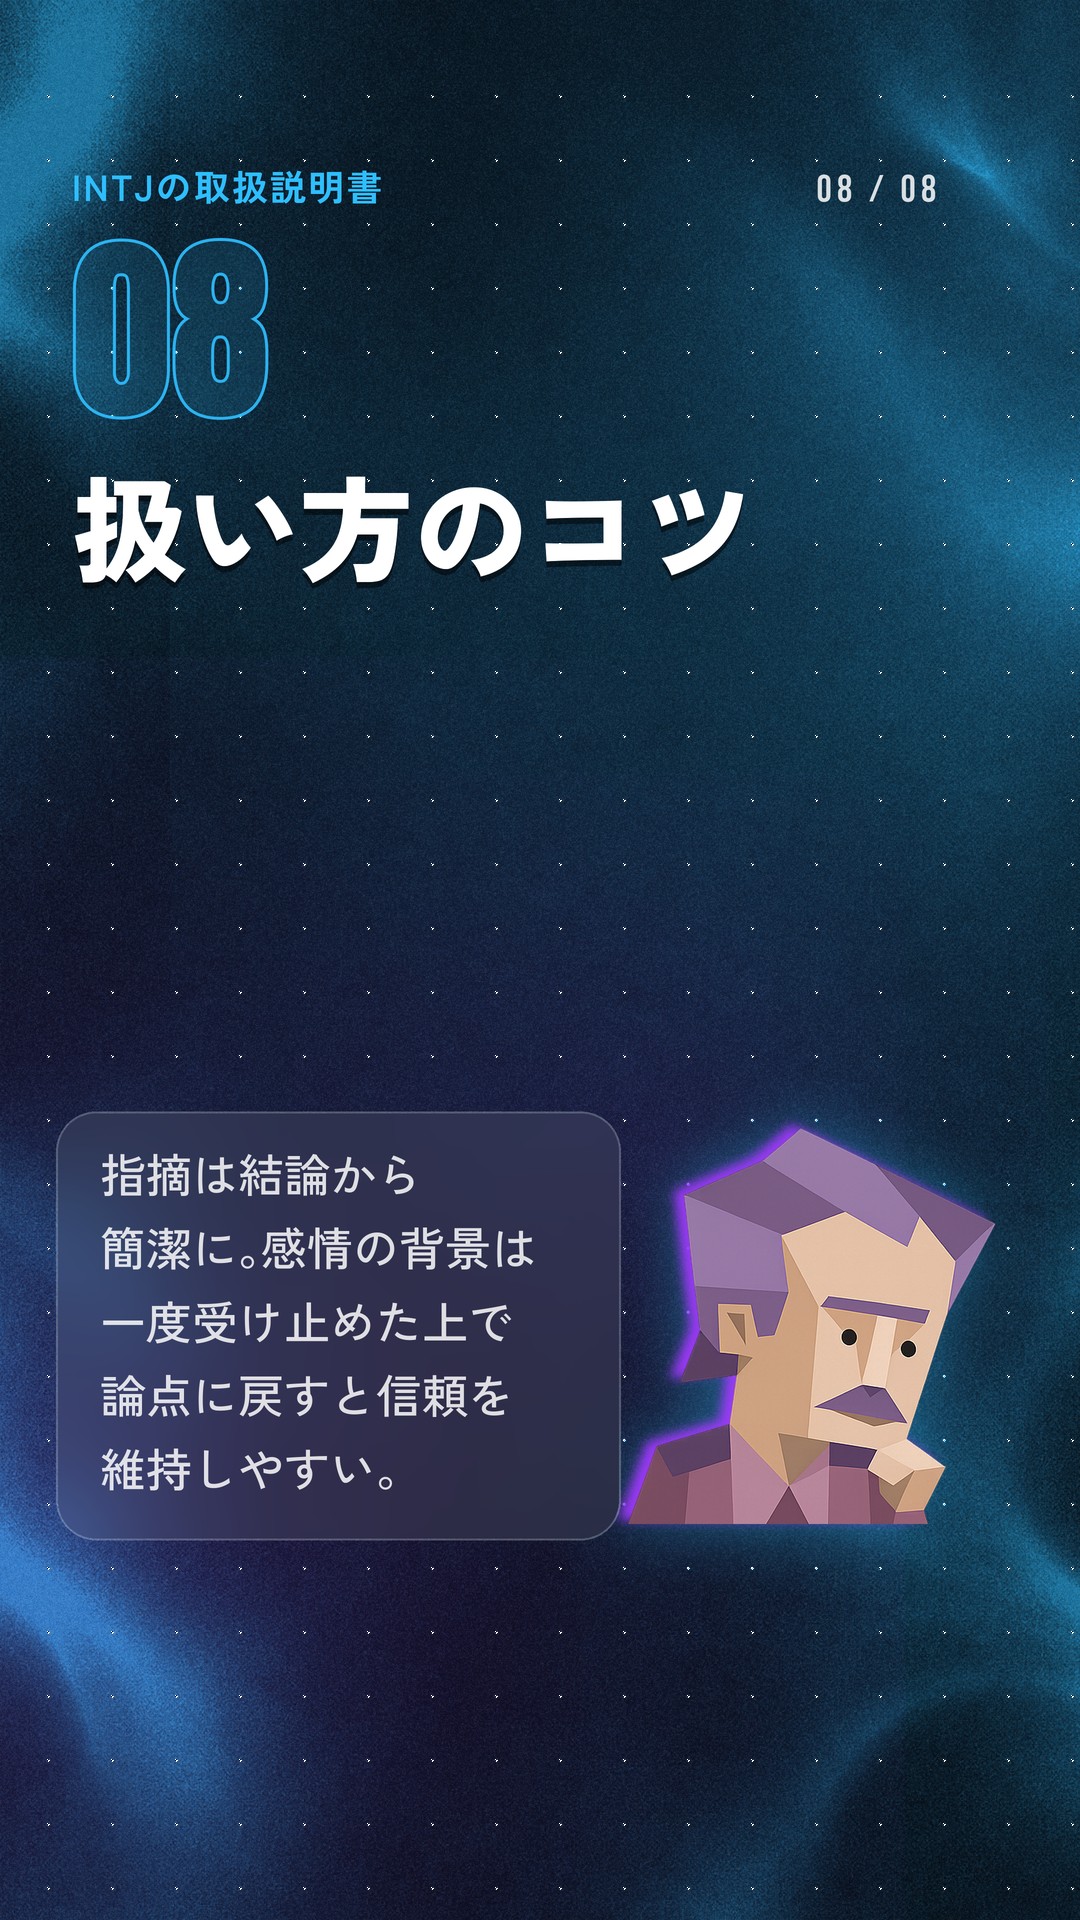 INTJの取扱説明書
08 / 08
08
扱い方のコツ
指摘は結論から
簡潔に。感情の背景は
一度受け止めた上で
論点に戻すと信頼を
維持しやすい。